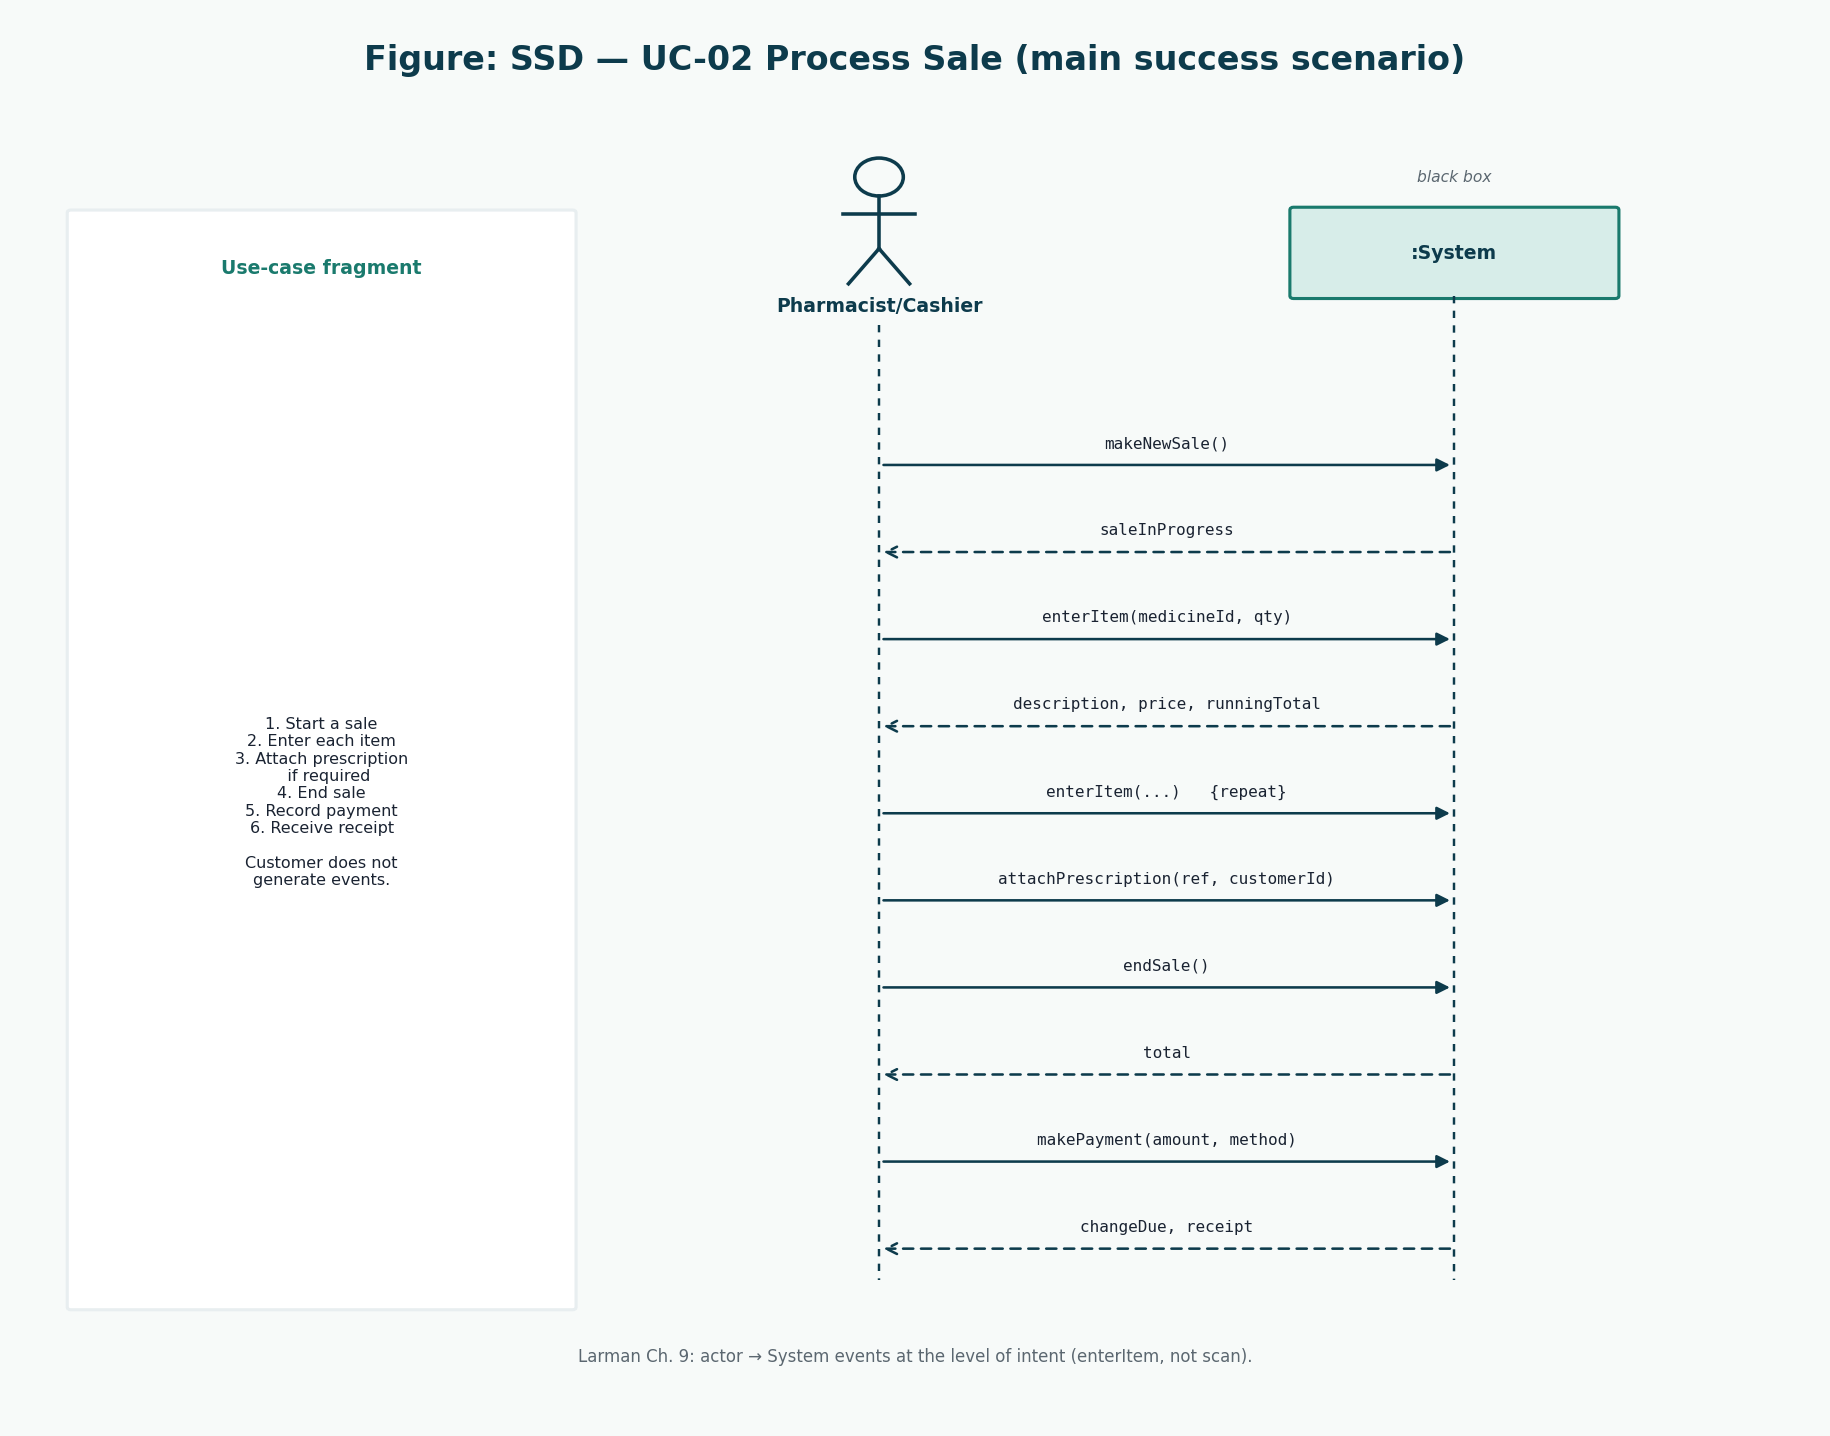 Figure: SSD — UC-02 Process Sale (main success scenario)
black box
:System
Pharmacist/Cashier
Use-case fragment
1. Start a sale
2. Enter each item
3. Attach prescription
if required
4. End sale
5. Record payment
6. Receive receipt
Customer does not
generate events.
makeNewSale()
saleInProgress
enterItem(medicineId, qty)
description, price, runningTotal
enterItem(...)   {repeat}
attachPrescription(ref, customerId)
endSale()
total
makePayment(amount, method)
changeDue, receipt
Larman Ch. 9: actor → System events at the level of intent (enterItem, not scan).